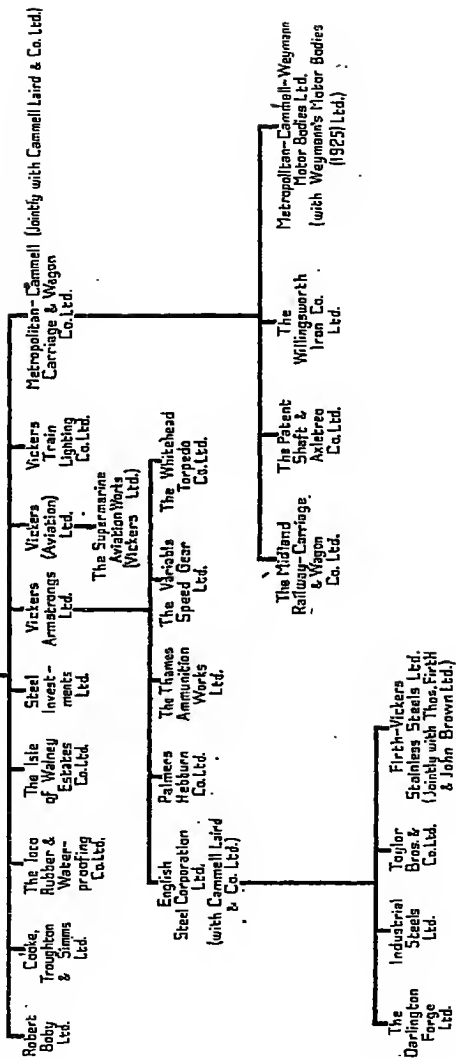 Robert
Boby
Ltd.
Cooke,
Troughton
& Simms
Ltd.
The Ioco
Rubber &
Water-
proofing
Co.Ltd.
The Isle
of Walney
Estates
Co.Ltd.
Steel
Invest-
ments
Ltd.
Vickers
Armstrongs
Ltd.
Vickers
(Aviation)
Ltd.
Vickers
Train
Lighting
Co.Ltd.
Metropolitan-Cammell (Jointly with Cammell Laird & Co. Ltd.)
Carriage & Wagon
Co.Ltd.
The Supermarine
Aviation Works
(Vickers Ltd.)
English
Steel Corporation
Ltd.
(with Cammell Laird
& Co. Ltd.)
Palmers
Hebburn
Co.Ltd.
The Thames
Ammunition
Works
Ltd.
The Variable
Speed Gear
Ltd.
The Whitehead
Torpedo
Co.Ltd.
The Midland
Railway-Carriage
& Wagon
Co. Ltd.
The Patent
Shaft &
Axletree
Co.Ltd.
The
Willingsworth
Iron Co.
Ltd.
Metropolitan-Cammell-Weymann
Motor Bodies Ltd.
(with Weymann's Motor Bodies
(1925) Ltd.)
The
Darlington
Forge
Ltd.
Industrial
Steels
Ltd.
Taylor
Bros. &
Co.Ltd.
Firth-Vickers
Stainless Steels Ltd.
(Jointly with Thos. Firth
& John Brown Ltd.)